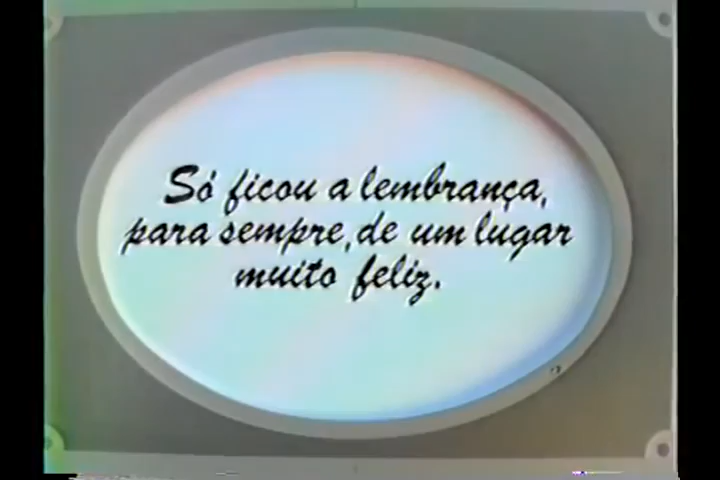 Só ficou a lembrança,
para sempre, de um lugar
muito feliz.